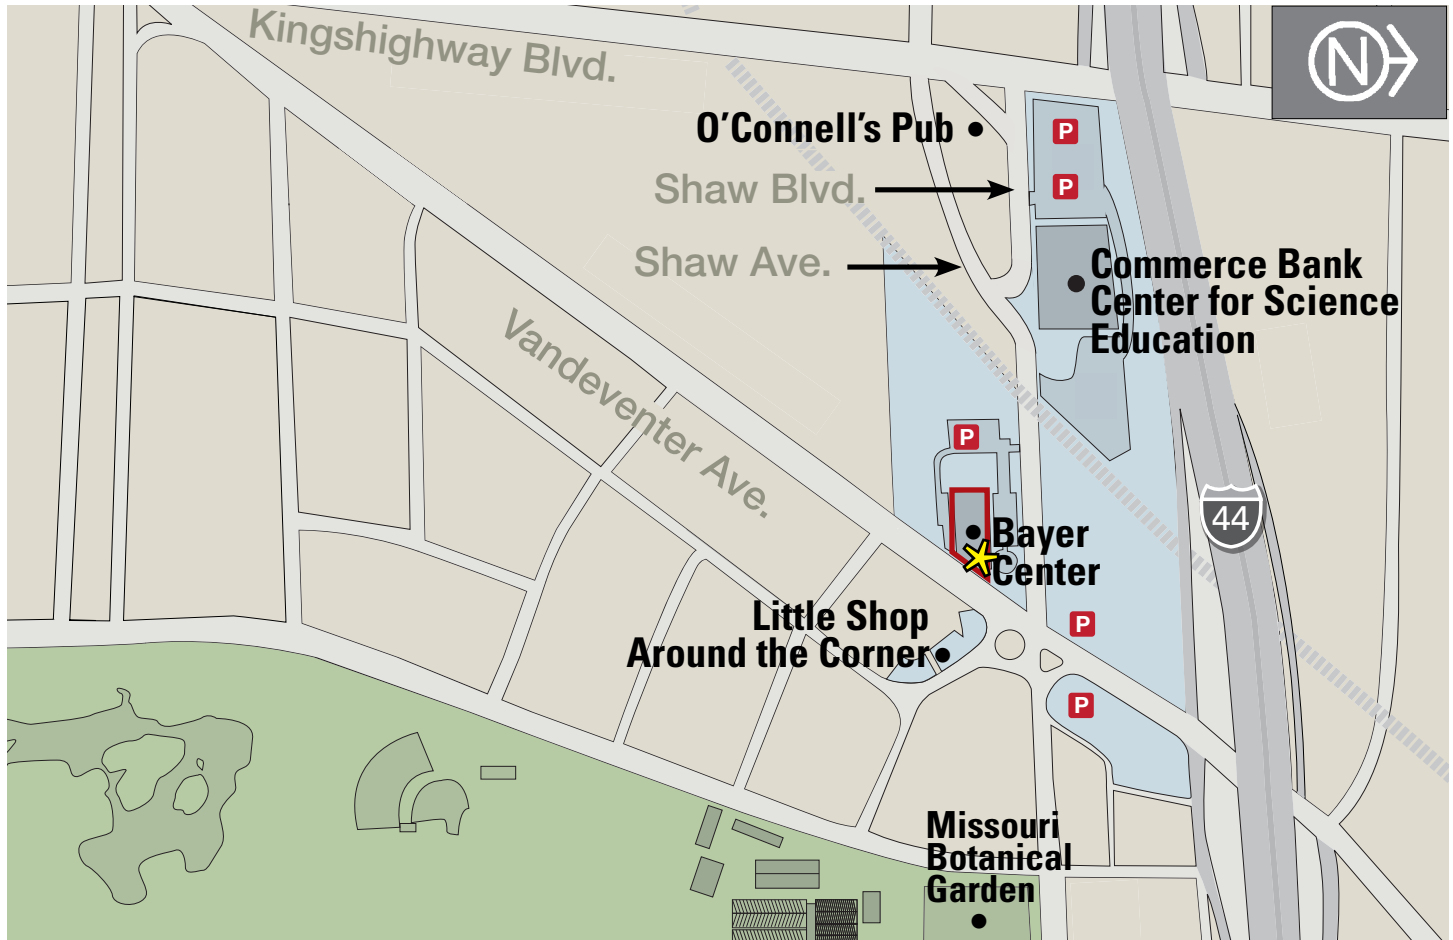 Kingshighway Blvd.
N
O'Connell's Pub
P
Shaw Blvd.
P
Shaw Ave.
Commerce Bank
Center for Science
Education
Vandeventer Ave.
P
44
Bayer
Center
Little Shop
Around the Corner
P
P
Missouri
Botanical
Garden